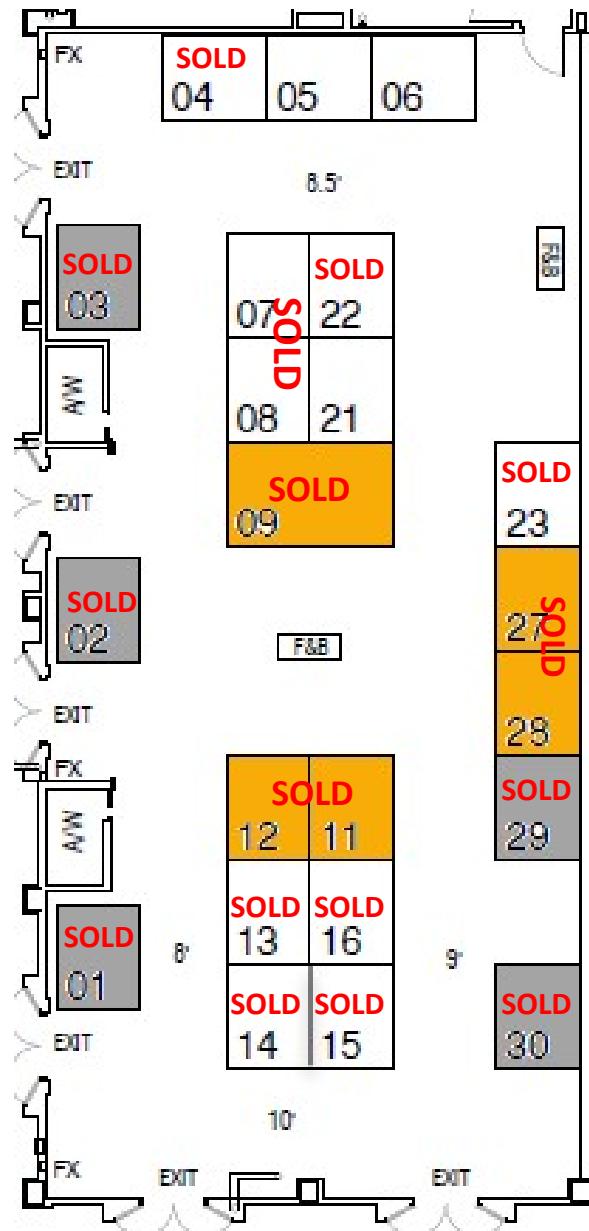 FX
SOLD
04
05
06
EXIT
8.5'
F&B
SOLD
03
SOLD
07
22
SOLD
A/W
08
21
SOLD
09
SOLD
23
EXIT
SOLD
02
F&B
27
SOLD
28
EXIT
FX
A/W
SOLD
12
11
SOLD
29
SOLD
01
SOLD
SOLD
13
16
8'
9'
SOLD
SOLD
14
15
SOLD
30
EXIT
10'
FX
EXIT
EXIT